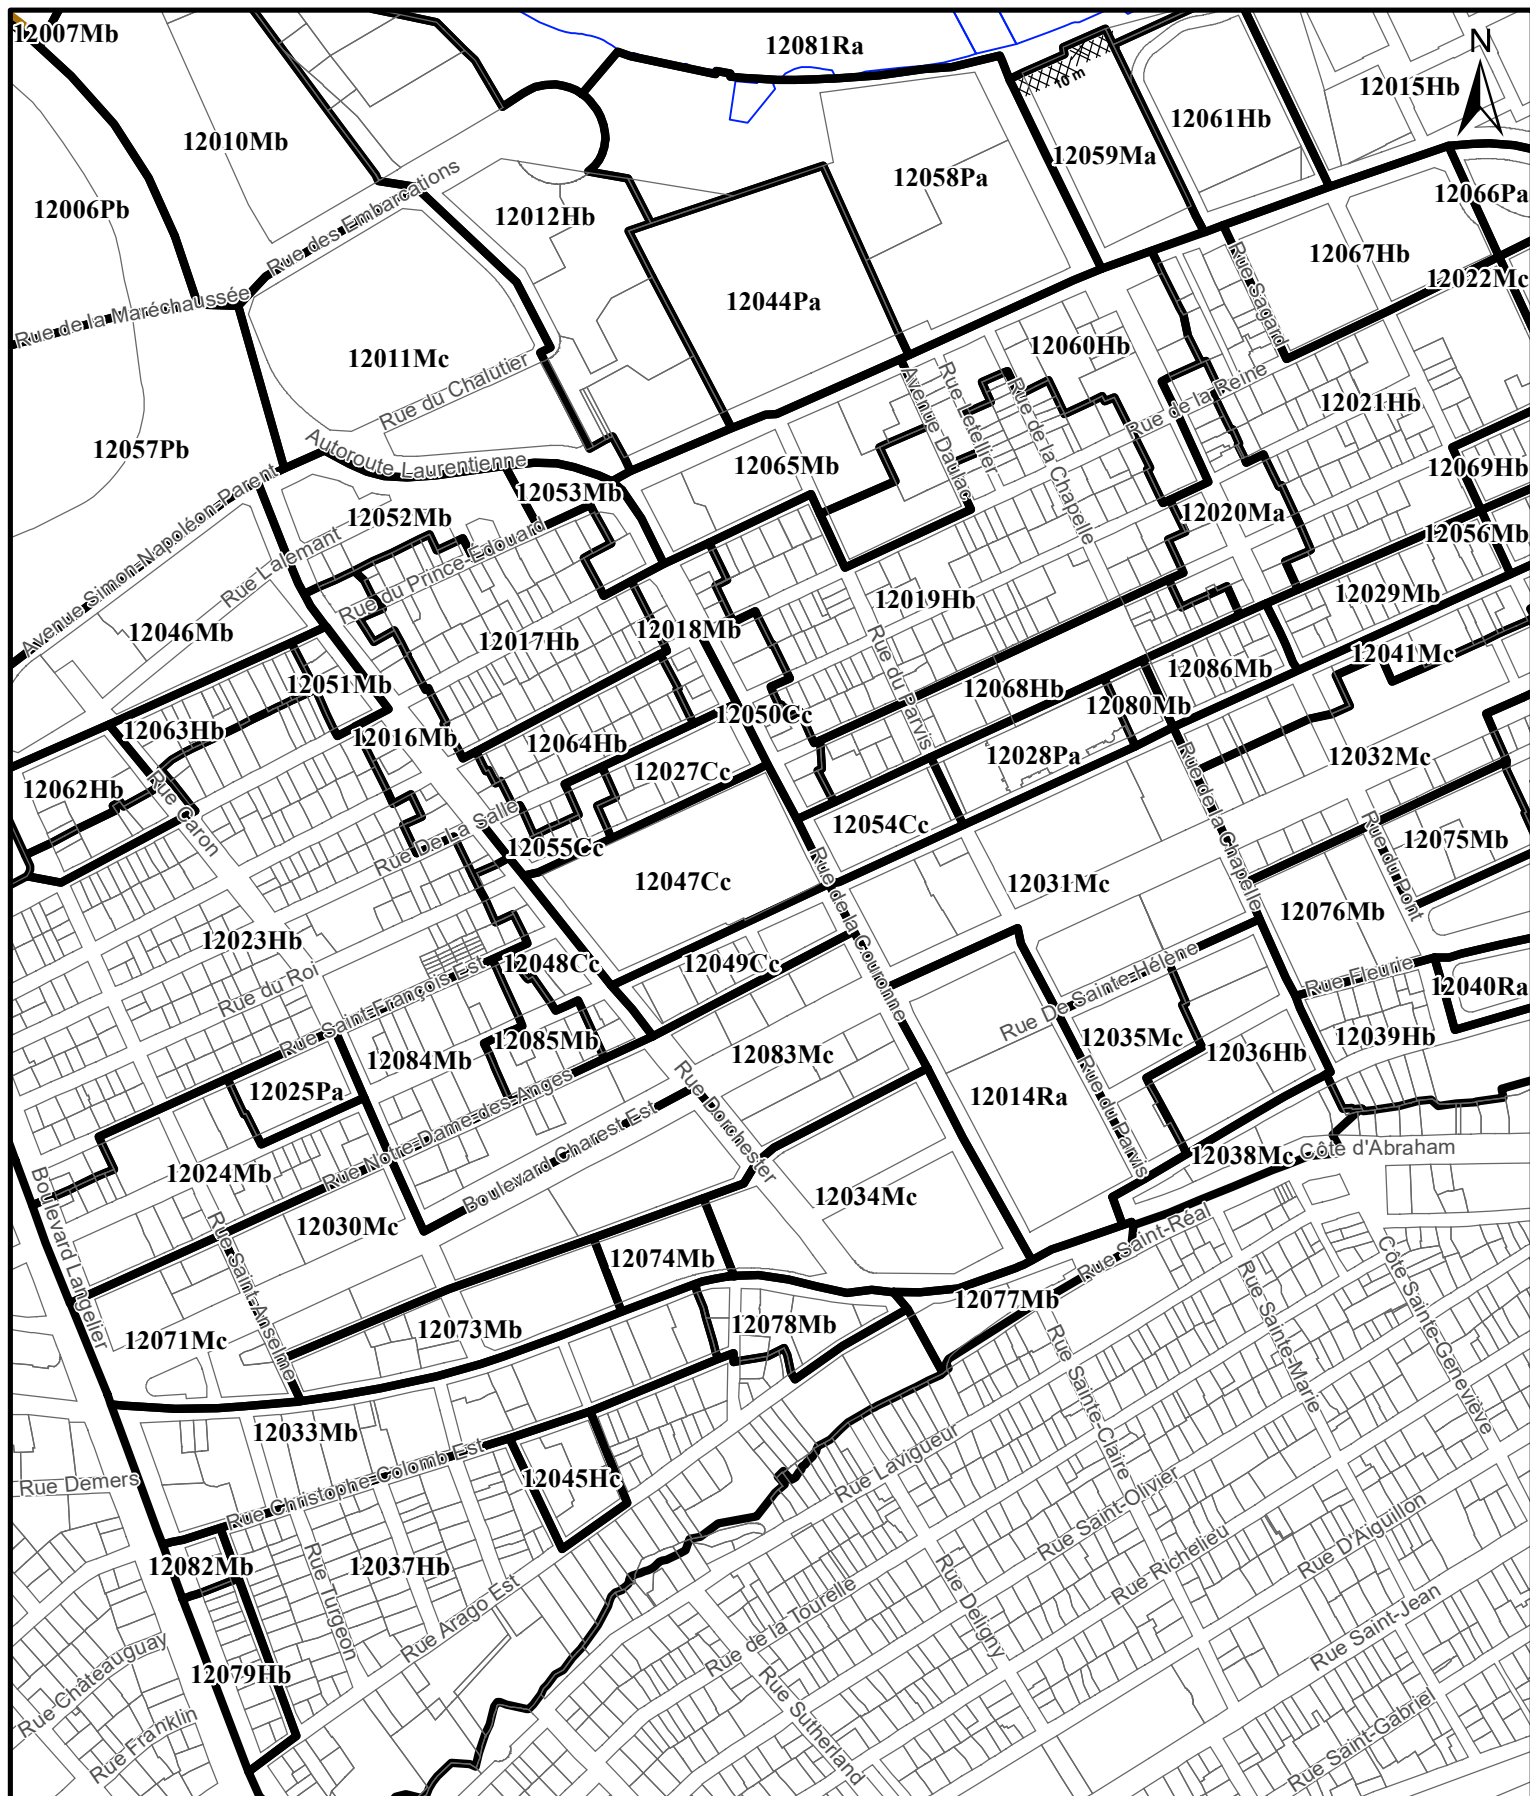 12007Mb
12081Ra
N
10 m
12015Hb
12061Hb
12010Mb
12059Ma
12058Pa
12066Pa
12006Pb
Rue des Embarcations
12012Hb
Rue Sagard
12067Hb
12022Mc
Rue de la Maréchaussée
12044Pa
12011Mc
12060Hb
Rue du Chalutier
Avenue Daulac
Rue Letellier
Rue de la Chapelle
Rue de la Reine
12021Hb
12057Pb
Autoroute Laurentienne
12065Mb
12069Hb
12053Mb
12052Mb
12020Ma
12056Mb
Avenue Simon-Napoléon-Parent
Rue Lalemant
Rue du Prince-Édouard
12029Mb
12019Hb
12046Mb
12017Hb
12018Mb
Rue du Parvis
12041Mc
12086Mb
12051Mb
12068Hb
12080Mb
12063Hb
12016Mb
12050Cc
12064Hb
12028Pa
12032Mc
12062Hb
Rue Caron
12027Cc
12054Cc
Rue de la Chapelle
Rue du Pont
12075Mb
Rue De La Salle
12055Cc
12047Cc
12031Mc
12076Mb
Rue de la Couronne
12023Hb
Rue du Roi
Rue Saint-François Est
12048Cc
12049Cc
Rue De Sainte-Hélène
Rue Fleurie
12040Ra
12084Mb
12085Mb
12083Mc
12035Mc
12036Hb
12039Hb
12025Pa
12014Ra
Rue du Parvis
Rue Dorchester
Rue Notre-Dame-des-Anges
Boulevard Charest Est
12024Mb
12038Mc
Côte d'Abraham
12034Mc
Boulevard Langelier
12030Mc
Rue Saint-Anselme
12074Mb
Rue Saint-Réal
Côte Sainte-Geneviève
12077Mb
Rue Sainte-Marie
12071Mc
12073Mb
12078Mb
Rue Sainte-Claire
12033Mb
Rue Christophe-Colomb Est
Rue Demers
12045Hc
Rue Lavigueur
Rue Saint-Olivier
Rue D'Aiguillon
12082Mb
12037Hb
Rue Turgeon
Rue Arago Est
Rue Richelieu
Rue Deligny
Rue de la Tourelle
Rue Saint-Jean
Rue Châteauguay
12079Hb
Rue Franklin
Rue Sutherland
Rue Saint-Gabriel